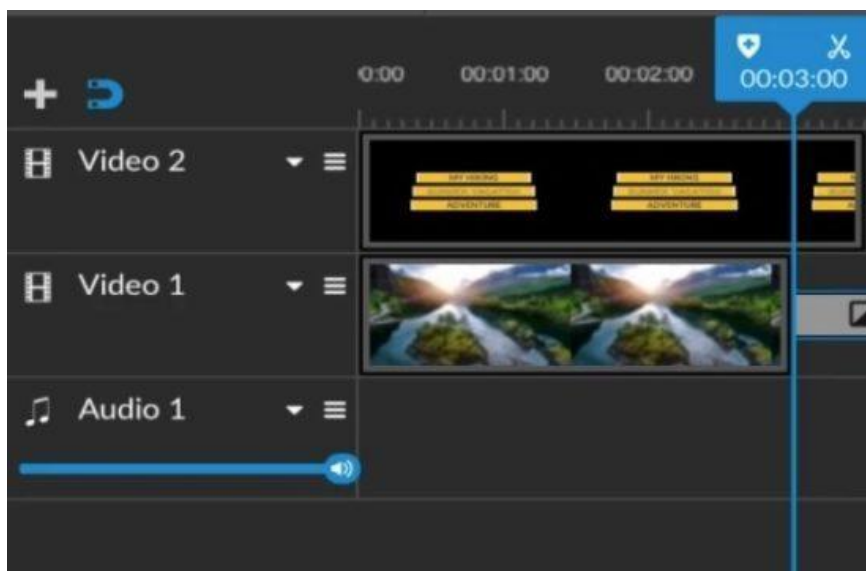 0:00 00:01:00 00:02:00 00:03:00
Video 2
MY HIKING MY HIKING
SUMMER VACATION SUMMER VACATION
ADVENTURE ADVENTURE
Video 1
Audio 1